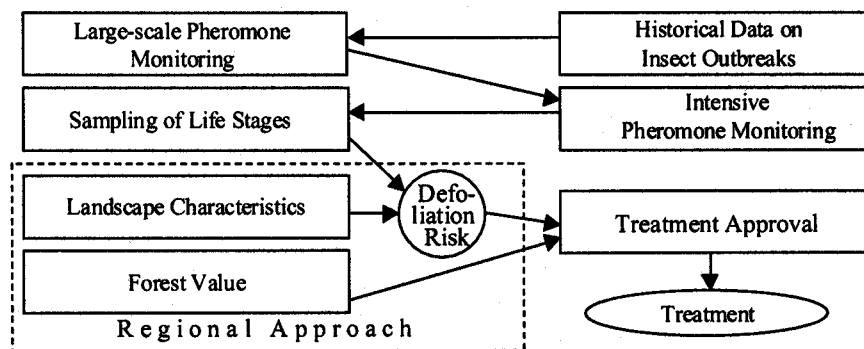 Large-scale Pheromone
Monitoring
Historical Data on
Insect Outbreaks
Sampling of Life Stages
Intensive
Pheromone Monitoring
Landscape Characteristics
Defo-
liation
Risk
Treatment Approval
Forest Value
Treatment
Regional Approach